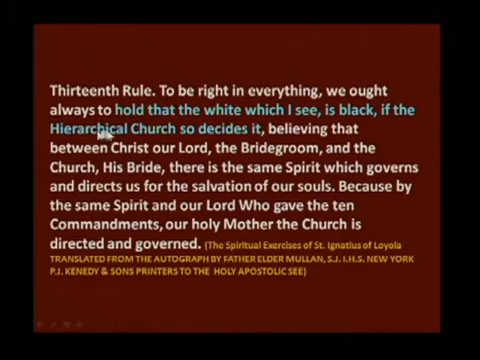 Thirteenth Rule. To be right in everything, we ought
always to hold that the white which I see, is black, if the
Hierarchical Church so decides it, believing that
between Christ our Lord, the Bridegroom, and the
Church, His Bride, there is the same Spirit which governs
and directs us for the salvation of our souls. Because by
the same Spirit and our Lord Who gave the ten
Commandments, our holy Mother the Church is
directed and governed. (The Spiritual Exercises of St. Ignatius of Loyola
TRANSLATED FROM THE AUTOGRAPH BY FATHER ELDER MULLAN, S.J. I.H.S. NEW YORK
P.J. KENEDY & SONS PRINTERS TO THE HOLY APOSTOLIC SEE)